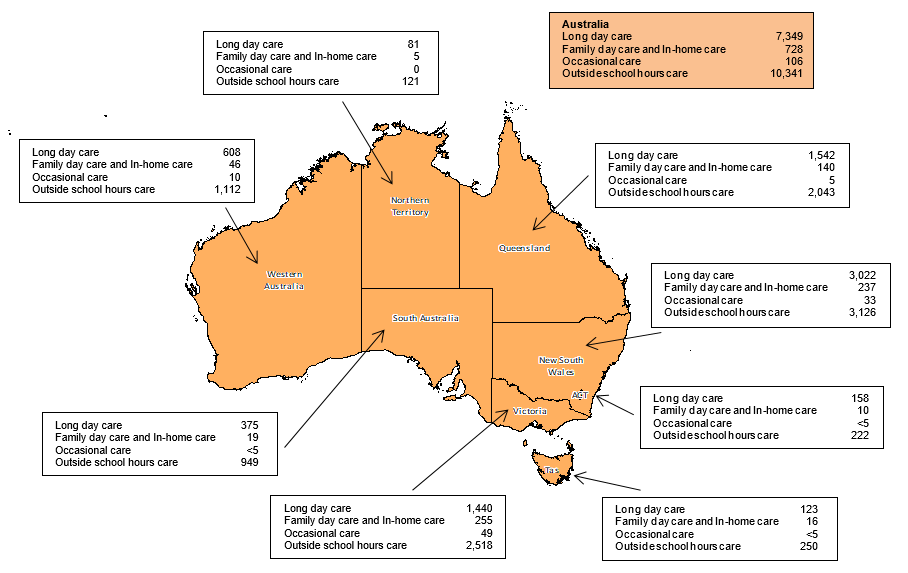 Australia
Long day care 7,349
Family day care and In-home care 728
Occasional care 106
Outside school hours care 10,341
Long day care 81
Family day care and In-home care 5
Occasional care 0
Outside school hours care 121
Long day care 608
Family day care and In-home care 46
Occasional care 10
Outside school hours care 1,112
Long day care 1,542
Family day care and In-home care 140
Occasional care 5
Outside school hours care 2,043
Northern
Territory
Queensland
Western
Australia
Long day care 3,022
Family day care and In-home care 237
Occasional care 33
Outside school hours care 3,126
South Australia
New South
Wales
ACT
Victoria
Long day care 158
Family day care and In-home care 10
Occasional care <5
Outside school hours care 222
Long day care 375
Family day care and In-home care 19
Occasional care <5
Outside school hours care 949
Tas
Long day care 1,440
Family day care and In-home care 255
Occasional care 49
Outside school hours care 2,518
Long day care 123
Family day care and In-home care 16
Occasional care <5
Outside school hours care 250